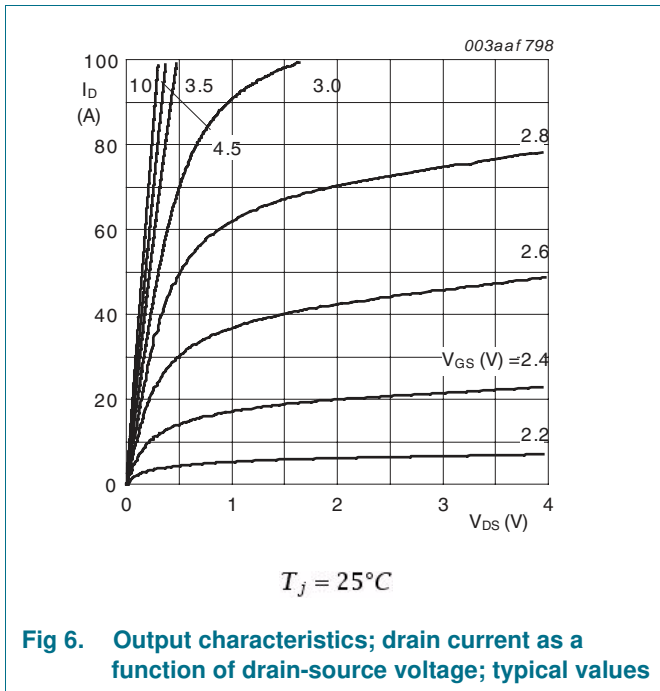 003aaf798
100
I_D
(A)
10
3.5
3.0
4.5
80
2.8
60
2.6
40
V_GS (V) =2.4
20
2.2
0
0
1
2
3
4
V_DS (V)
T_j = 25°C
Fig 6. Output characteristics; drain current as a
function of drain-source voltage; typical values